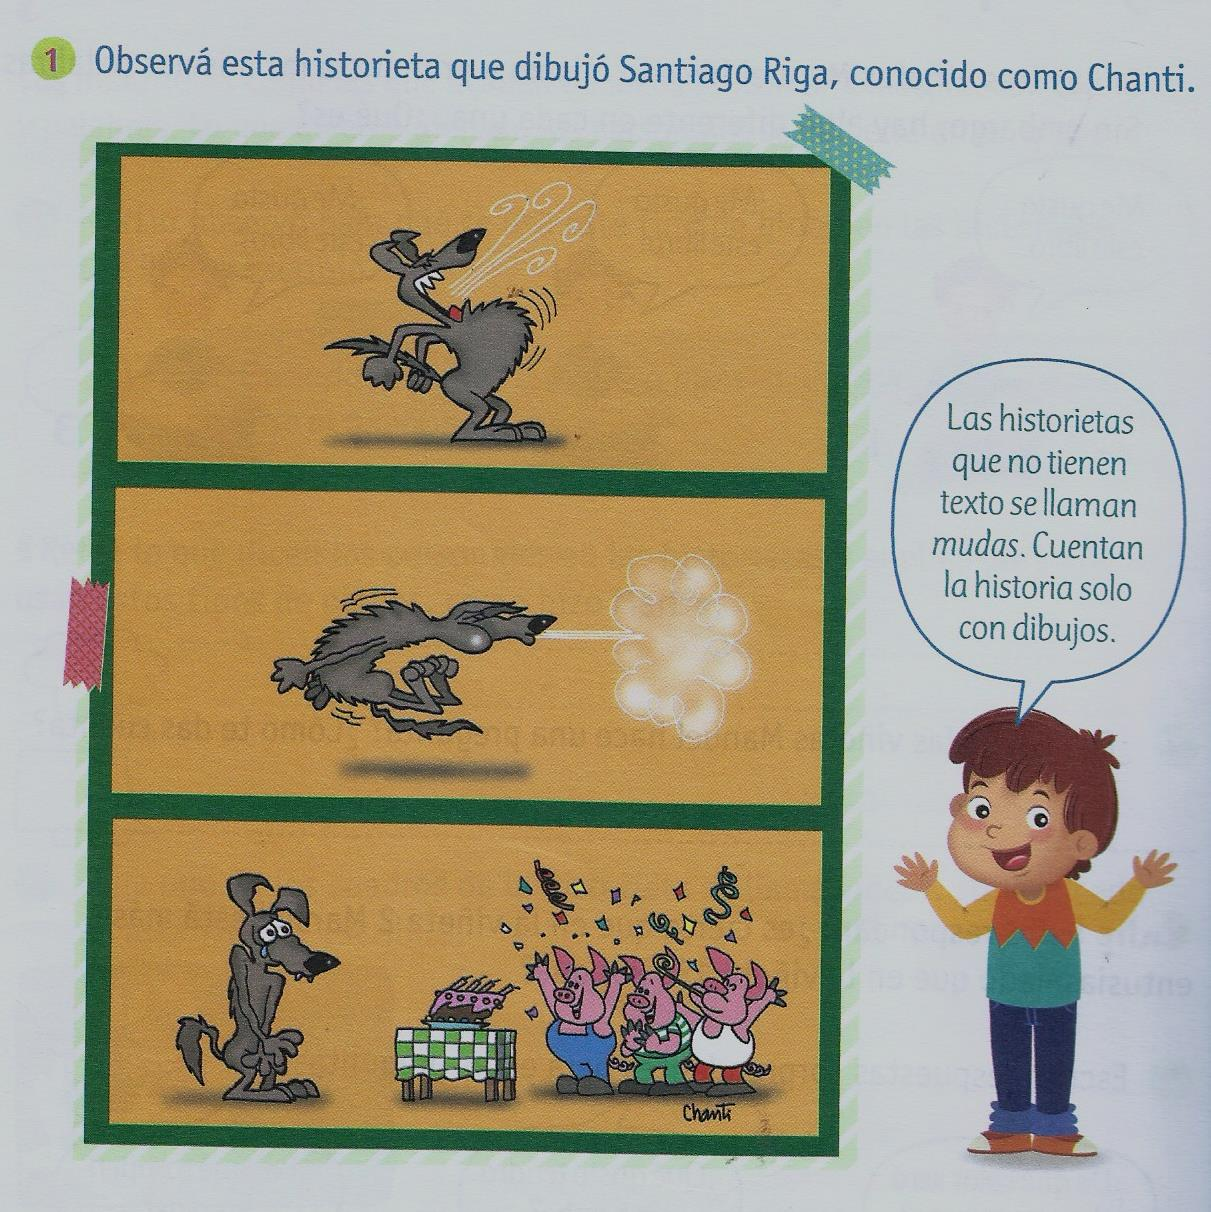 1 Observá esta historieta que dibujó Santiago Riga, conocido como Chanti.
Las historietas
que no tienen
texto se llaman
mudas. Cuentan
la historia solo
con dibujos.
Chanti